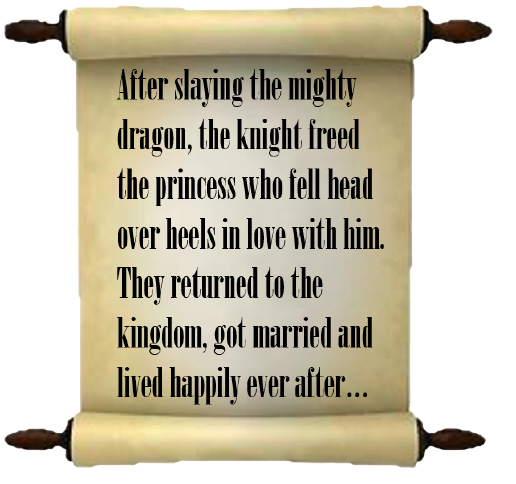 After slaying the mighty
dragon, the knight freed
the princess who fell head
over heels in love with him.
They returned to the
kingdom, got married and
lived happily ever after...